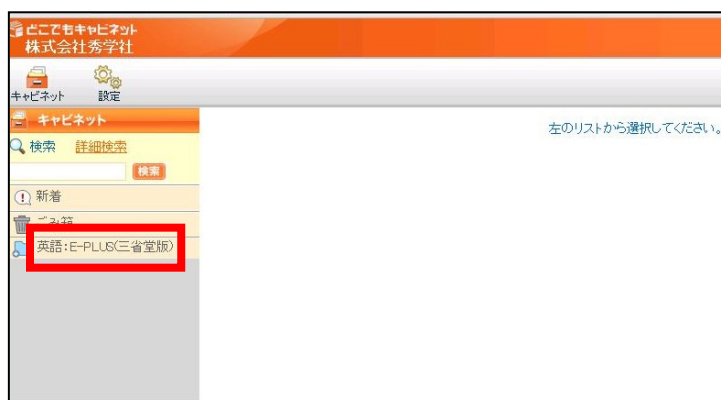 どこでもキャビネット
株式会社秀学社
キャビネット 設定
キャビネット
検索 詳細検索
検索
新着
ごみ箱
英語:E-PLUS(三省堂版)
左のリストから選択してください。